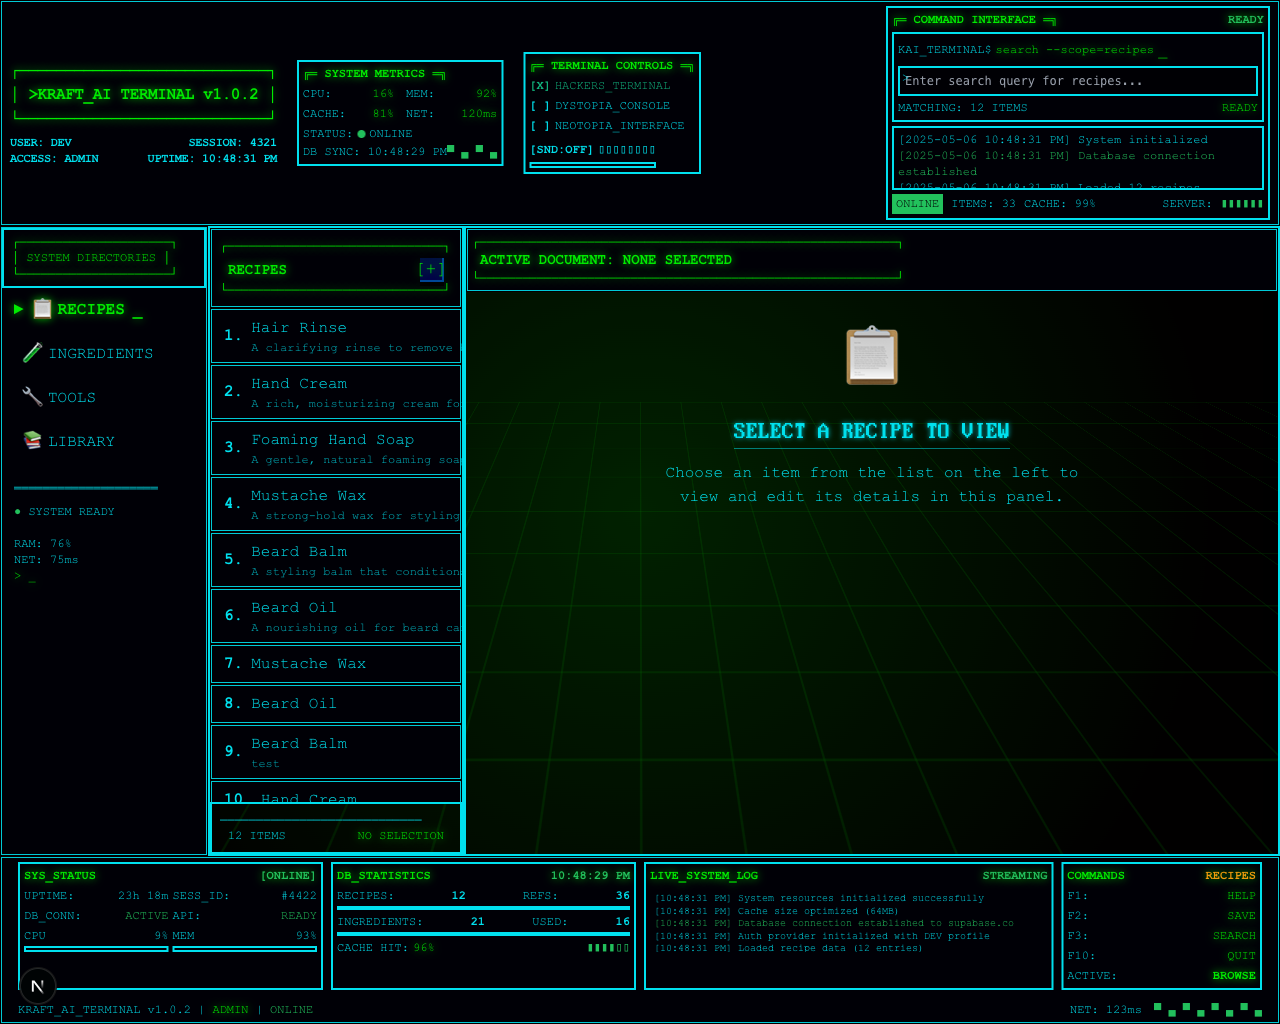 >KRAFT_AI TERMINAL v1.0.2
USER: DEV SESSION: 4321
ACCESS: ADMIN UPTIME: 10:48:31 PM
SYSTEM METRICS
CPU: 16% MEM: 92%
CACHE: 81% NET: 120ms
STATUS: ● ONLINE
DB SYNC: 10:48:29 PM
TERMINAL CONTROLS
[X] HACKERS_TERMINAL
[ ] DYSTOPIA_CONSOLE
[ ] NEOTOPIA_INTERFACE
[SND:OFF] ▯▯▯▯▯▯▯▯
COMMAND INTERFACE READY
KAI_TERMINAL$ search --scope=recipes_
Enter search query for recipes...
MATCHING: 12 ITEMS READY
[2025-05-06 10:48:31 PM] System initialized
[2025-05-06 10:48:31 PM] Database connection
established
[2025-05-06 10:48:31 PM] Loaded 12 recipes
ONLINE ITEMS: 33 CACHE: 99% SERVER: ▮▮▮▮▮▮
SYSTEM DIRECTORIES
► RECIPES _
INGREDIENTS
TOOLS
LIBRARY
• SYSTEM READY
RAM: 76%
NET: 75ms
> _
RECIPES [+]
1. Hair Rinse
A clarifying rinse to remove
2. Hand Cream
A rich, moisturizing cream fo
3. Foaming Hand Soap
A gentle, natural foaming soa
4. Mustache Wax
A strong-hold wax for styling
5. Beard Balm
A styling balm that condition
6. Beard Oil
A nourishing oil for beard ca
7. Mustache Wax
8. Beard Oil
9. Beard Balm
test
10. Hand Cream
12 ITEMS NO SELECTION
ACTIVE DOCUMENT: NONE SELECTED
SELECT A RECIPE TO VIEW
Choose an item from the list on the left to
view and edit its details in this panel.
SYS_STATUS [ONLINE]
UPTIME: 23h 18m SESS_ID: #4422
DB_CONN: ACTIVE API: READY
CPU 9% MEM 93%
DB_STATISTICS 10:48:29 PM
RECIPES: 12 REFS: 36
INGREDIENTS: 21 USED: 16
CACHE HIT: 96% ▮▮▮▮▯▯
LIVE_SYSTEM_LOG STREAMING
[10:48:31 PM] System resources initialized successfully
[10:48:31 PM] Cache size optimized (64MB)
[10:48:31 PM] Database connection established to supabase.co
[10:48:31 PM] Auth provider initialized with DEV profile
[10:48:31 PM] Loaded recipe data (12 entries)
COMMANDS RECIPES
F1: HELP
F2: SAVE
F3: SEARCH
F10: QUIT
ACTIVE: BROWSE
N
KRAFT_AI_TERMINAL v1.0.2 | ADMIN | ONLINE
NET: 123ms